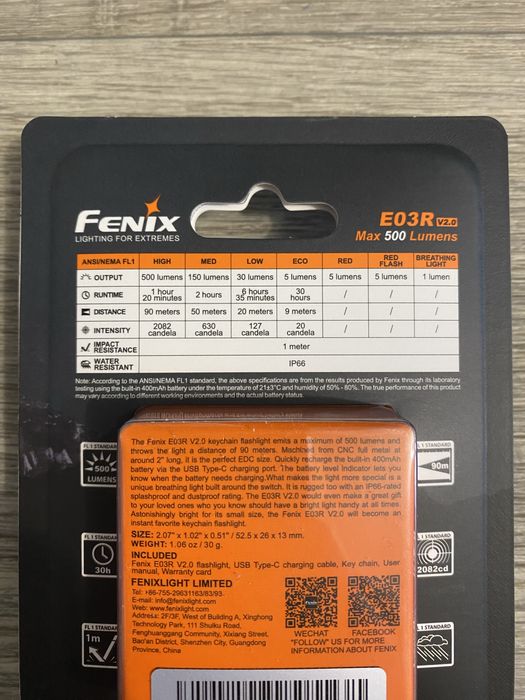 FENIX
LIGHTING FOR EXTREMES
E03R V2.0
Max 500 Lumens
ANSI/NEMA FL1 HIGH MED LOW ECO RED RED FLASH BREATHING LIGHT
OUTPUT 500 lumens 150 lumens 30 lumens 5 lumens 5 lumens 5 lumens 1 lumen
RUNTIME 1 hour 20 minutes 2 hours 6 hours 35 minutes 30 hours / / /
DISTANCE 90 meters 50 meters 20 meters 9 meters / / /
INTENSITY 2082 candela 630 candela 127 candela 20 candela / / /
IMPACT RESISTANCE 1 meter
WATER RESISTANT IP66
Note: According to the ANSI/NEMA FL1 standard, the above specifications are from the results produced by Fenix through its laboratory
testing using the built-in 400mAh battery under the temperature of 21±3°C and humidity of 50% - 80%. The true performance of this product
may vary according to different working environments and the actual battery status.
FL 1 STANDARD
500
LUMENS
FL 1 STANDARD
30h
FL 1 STANDARD
1m
The Fenix E03R V2.0 keychain flashlight emits a maximum of 500 lumens and
throws the light a distance of 90 meters. Machined from CNC full metal at
around 2" long, it is the perfect EDC size. Quickly recharge the built-in 400mAh
battery via the USB Type-C charging port. The battery level indicator lets you
know when the battery needs charging.What makes the light more special is a
unique breathing light built around the switch. It is rugged too with an IP66-rated
splashproof and dustproof rating. The E03R V2.0 would even make a great gift
to your loved ones who you know should have a bright light handy at all times.
Astonishingly bright for its small size, the Fenix E03R V2.0 will become an
instant favorite keychain flashlight.
SIZE: 2.07" x 1.02" x 0.51" / 52.5 x 26 x 13 mm.
WEIGHT: 1.06 oz / 30 g.
INCLUDED
Fenix E03R V2.0 flashlight, USB Type-C charging cable, Key chain, User
manual, Warranty card
FENIXLIGHT LIMITED
Tel: +86-755-29631163/83/93
E-mail: info@fenixlight.com
Web: www.fenixlight.com
Address: 2F/3F, West of Building A, Xinghong
Technology Park, 111 Shuiku Road,
Fenghuanggang Community, Xixiang Street,
Bao'an District, Shenzhen City, Guangdong
Province, China
WECHAT FACEBOOK
"FOLLOW" US FOR MORE
INFORMATION ABOUT FENIX
FL 1 STANDARD
90m
FL 1 STANDARD
2082cd
FL 1 STANDARD